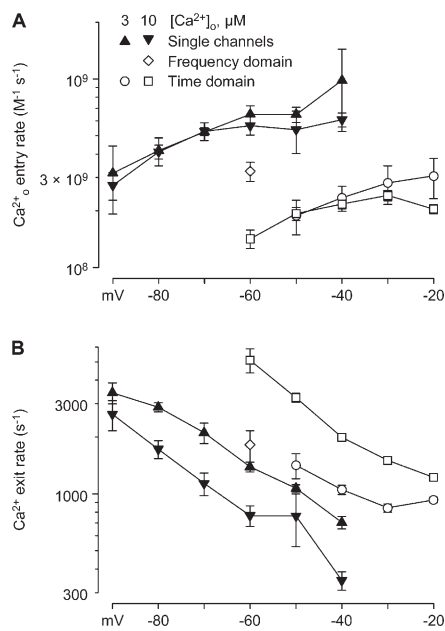 A
3 10 [Ca²⁺]ₒ, μM
Single channels
Frequency domain
Time domain
Ca²⁺ₒ entry rate (M⁻¹ s⁻¹)
10⁹
3 × 10⁹
10⁸
mV -80 -60 -40 -20
B
Ca²⁺ exit rate (s⁻¹)
3000
1000
300
mV -80 -60 -40 -20